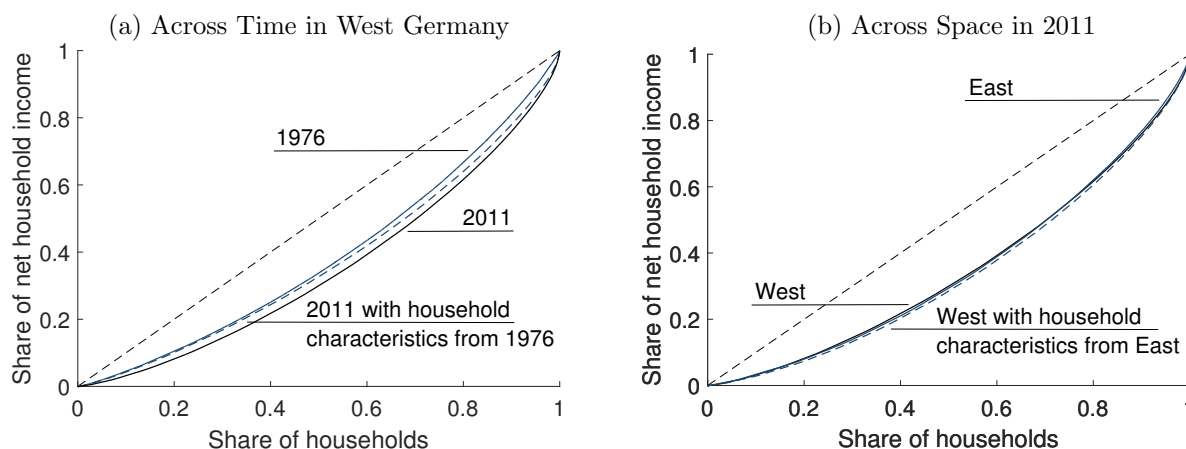 (a) Across Time in West Germany
1
0.8
0.6
0.4
0.2
0
0
0.2
0.4
0.6
0.8
1
Share of net household income
Share of households
1976
2011
2011 with household
characteristics from 1976
(b) Across Space in 2011
1
0.8
0.6
0.4
0.2
0
0
0.2
0.4
0.6
0.8
1
Share of net household income
Share of households
East
West
West with household
characteristics from East